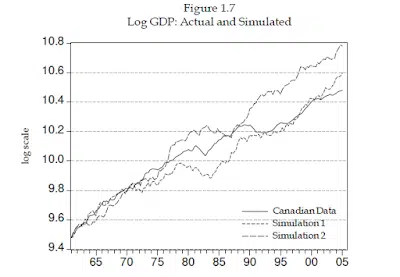 Figure 1.7
Log GDP: Actual and Simulated
10.8
10.6
10.4
10.2
10.0
9.8
9.6
9.4
log scale
Canadian Data
Simulation 1
Simulation 2
65 70 75 80 85 90 95 00 05